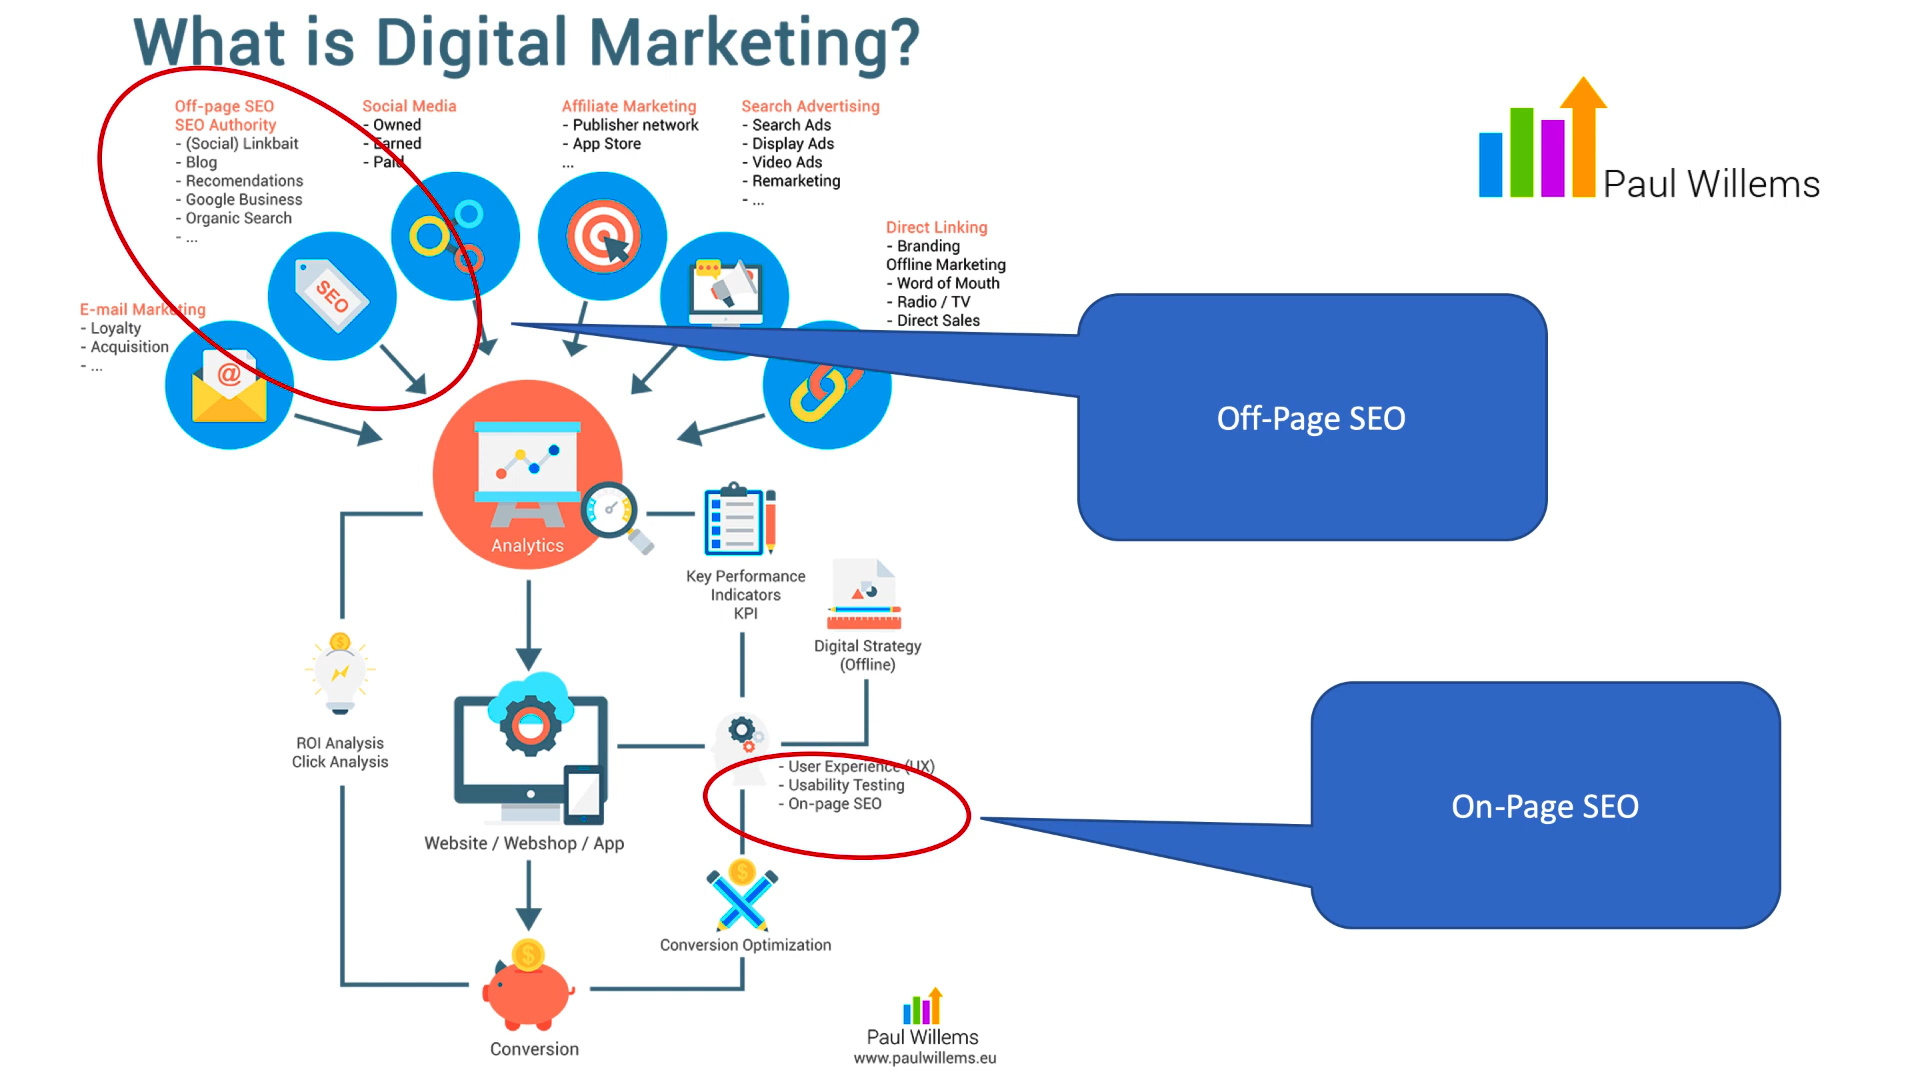 What is Digital Marketing?
Off-page SEO
SEO Authority
- (Social) Linkbait
- Blog
- Recomendations
- Google Business
- Organic Search
- ...
Social Media
- Owned
- Earned
- Paid
Affiliate Marketing
- Publisher network
- App Store
...
Search Advertising
- Search Ads
- Display Ads
- Video Ads
- Remarketing
- ...
Direct Linking
- Branding
Offline Marketing
- Word of Mouth
- Radio / TV
- Direct Sales
E-mail Marketing
- Loyalty
- Acquisition
- ...
SEO
@
Paul Willems
Off-Page SEO
Analytics
Key Performance
Indicators
KPI
Digital Strategy
(Offline)
$
ROI Analysis
Click Analysis
- User Experience (UX)
- Usability Testing
- On-page SEO
On-Page SEO
Website / Webshop / App
$
Conversion Optimization
$
Conversion
Paul Willems
www.paulwillems.eu